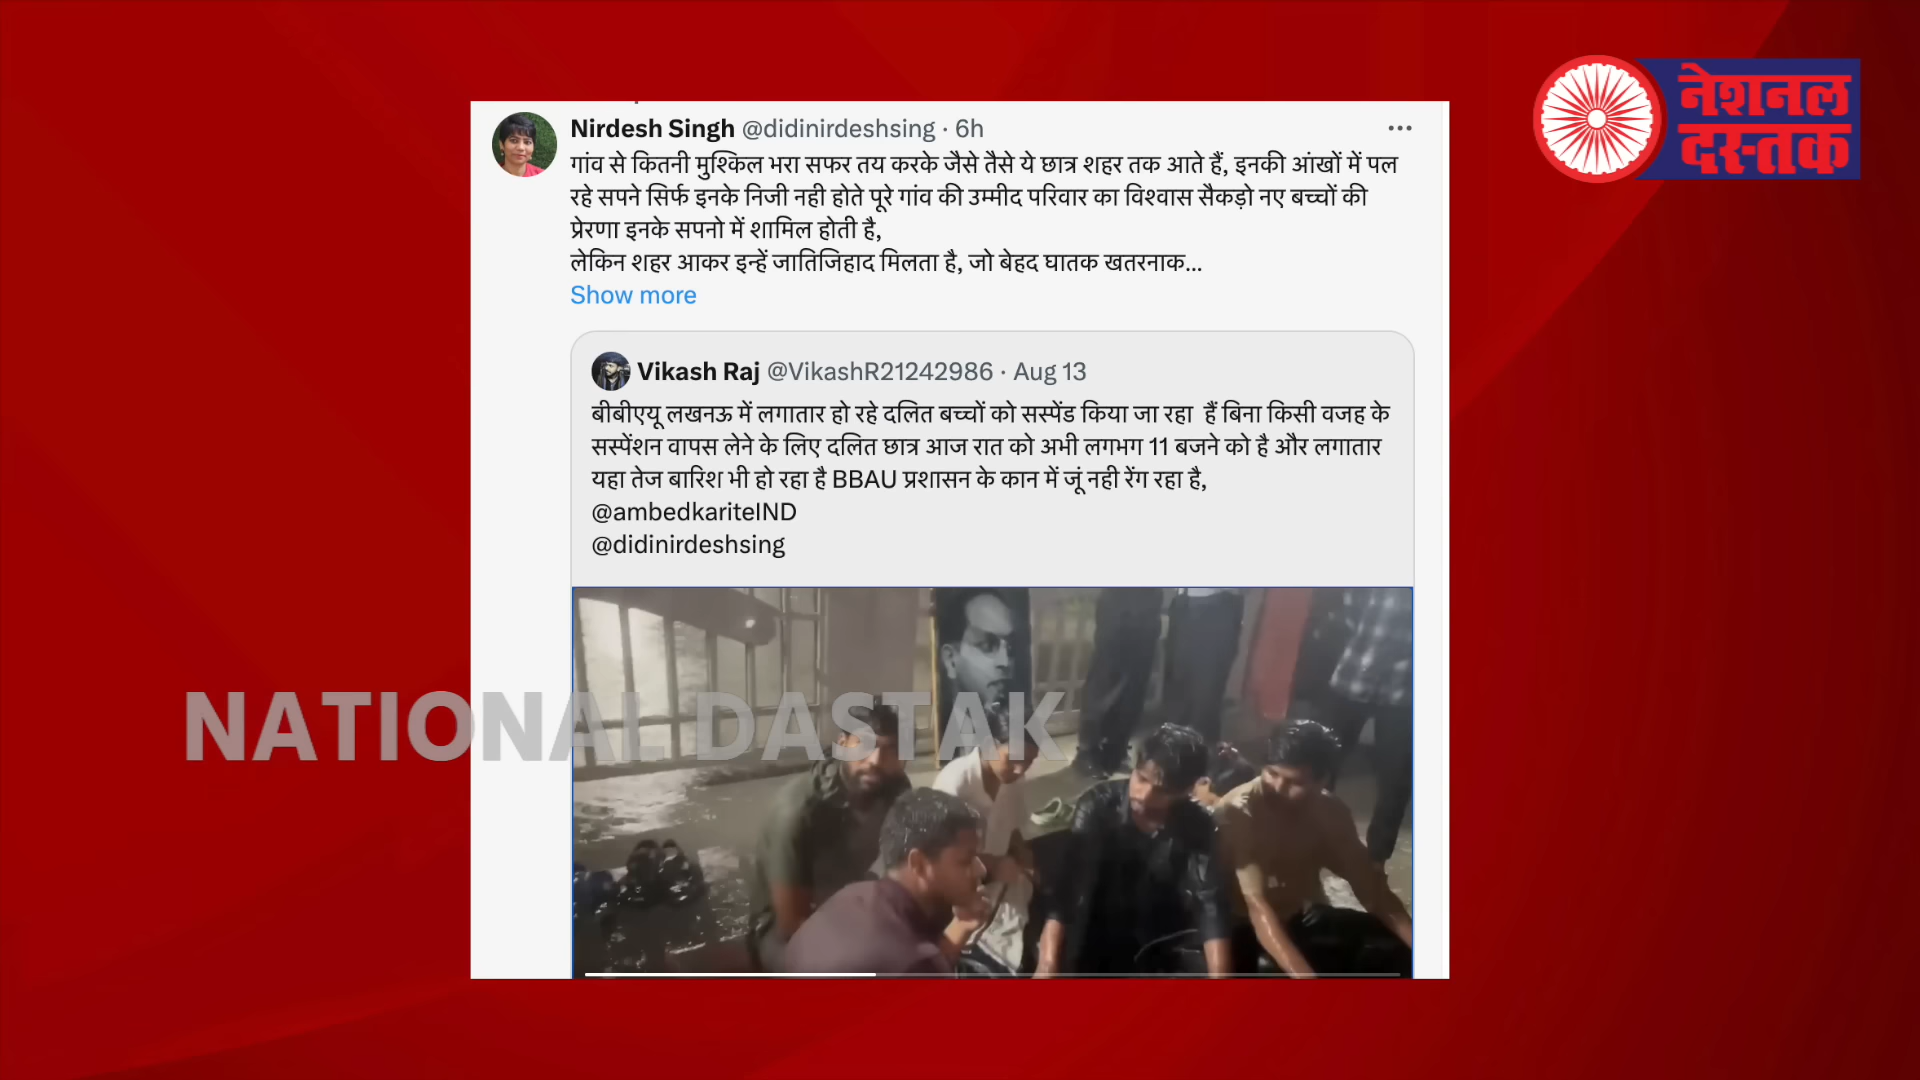 नेशनल
दस्तक
Nirdesh Singh @didinirdeshsing · 6h
गांव से कितनी मुश्किल भरा सफर तय करके जैसे तैसे ये छात्र शहर तक आते हैं, इनकी आंखों में पल
रहे सपने सिर्फ इनके निजी नही होते पूरे गांव की उम्मीद परिवार का विश्वास सैकड़ो नए बच्चों की
प्रेरणा इनके सपनो में शामिल होती है,
लेकिन शहर आकर इन्हें जातिजिहाद मिलता है, जो बेहद घातक खतरनाक...
Show more
Vikash Raj @VikashR21242986 · Aug 13
बीबीएयू लखनऊ में लगातार हो रहे दलित बच्चों को सस्पेंड किया जा रहा हैं बिना किसी वजह के
सस्पेंशन वापस लेने के लिए दलित छात्र आज रात को अभी लगभग 11 बजने को है और लगातार
यहा तेज बारिश भी हो रहा है BBAU प्रशासन के कान में जूं नही रेंग रहा है,
@ambedkariteIND
@didinirdeshsing
NATIONAL DASTAK